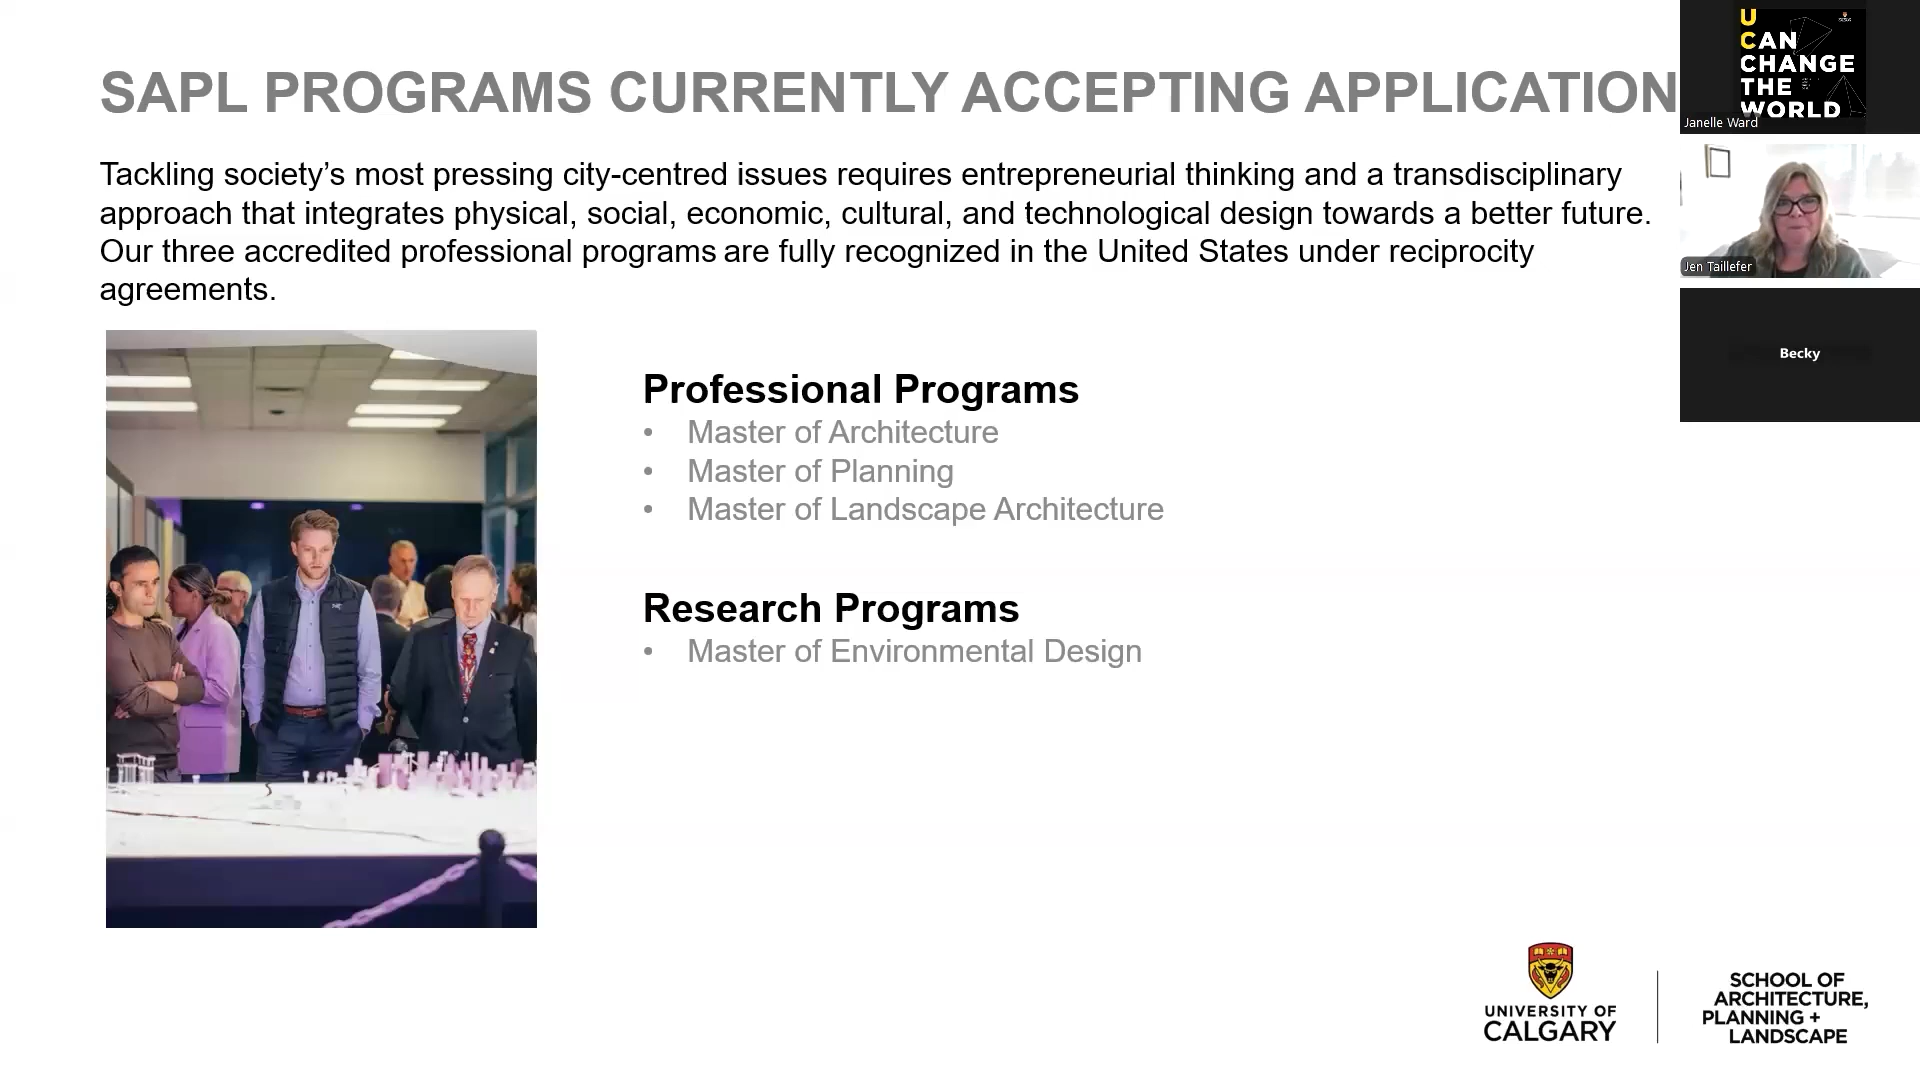 SAPL PROGRAMS CURRENTLY ACCEPTING APPLICATION
Tackling society’s most pressing city-centred issues requires entrepreneurial thinking and a transdisciplinary
approach that integrates physical, social, economic, cultural, and technological design towards a better future.
Our three accredited professional programs are fully recognized in the United States under reciprocity
agreements.
Professional Programs
• Master of Architecture
• Master of Planning
• Master of Landscape Architecture
Research Programs
• Master of Environmental Design
UNIVERSITY OF
CALGARY
SCHOOL OF
ARCHITECTURE,
PLANNING +
LANDSCAPE
U
CAN
CHANGE
THE
WORLD
Janelle Ward
Jen Taillefer
Becky